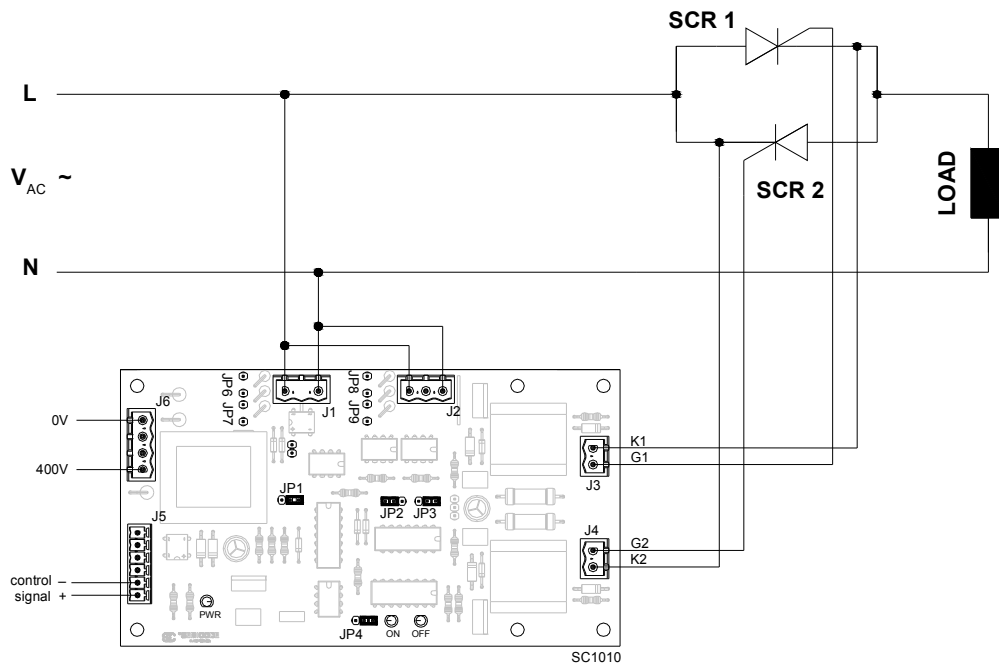 SCR 1
L
V AC ~
SCR 2
LOAD
N
JP6
JP7
J1
JP8
JP9
J2
J6
0V
400V
K1
G1
J3
JP1
JP2
JP3
J5
J4
G2
K2
control –
signal +
PWR
JP4
ON
OFF
SC1010